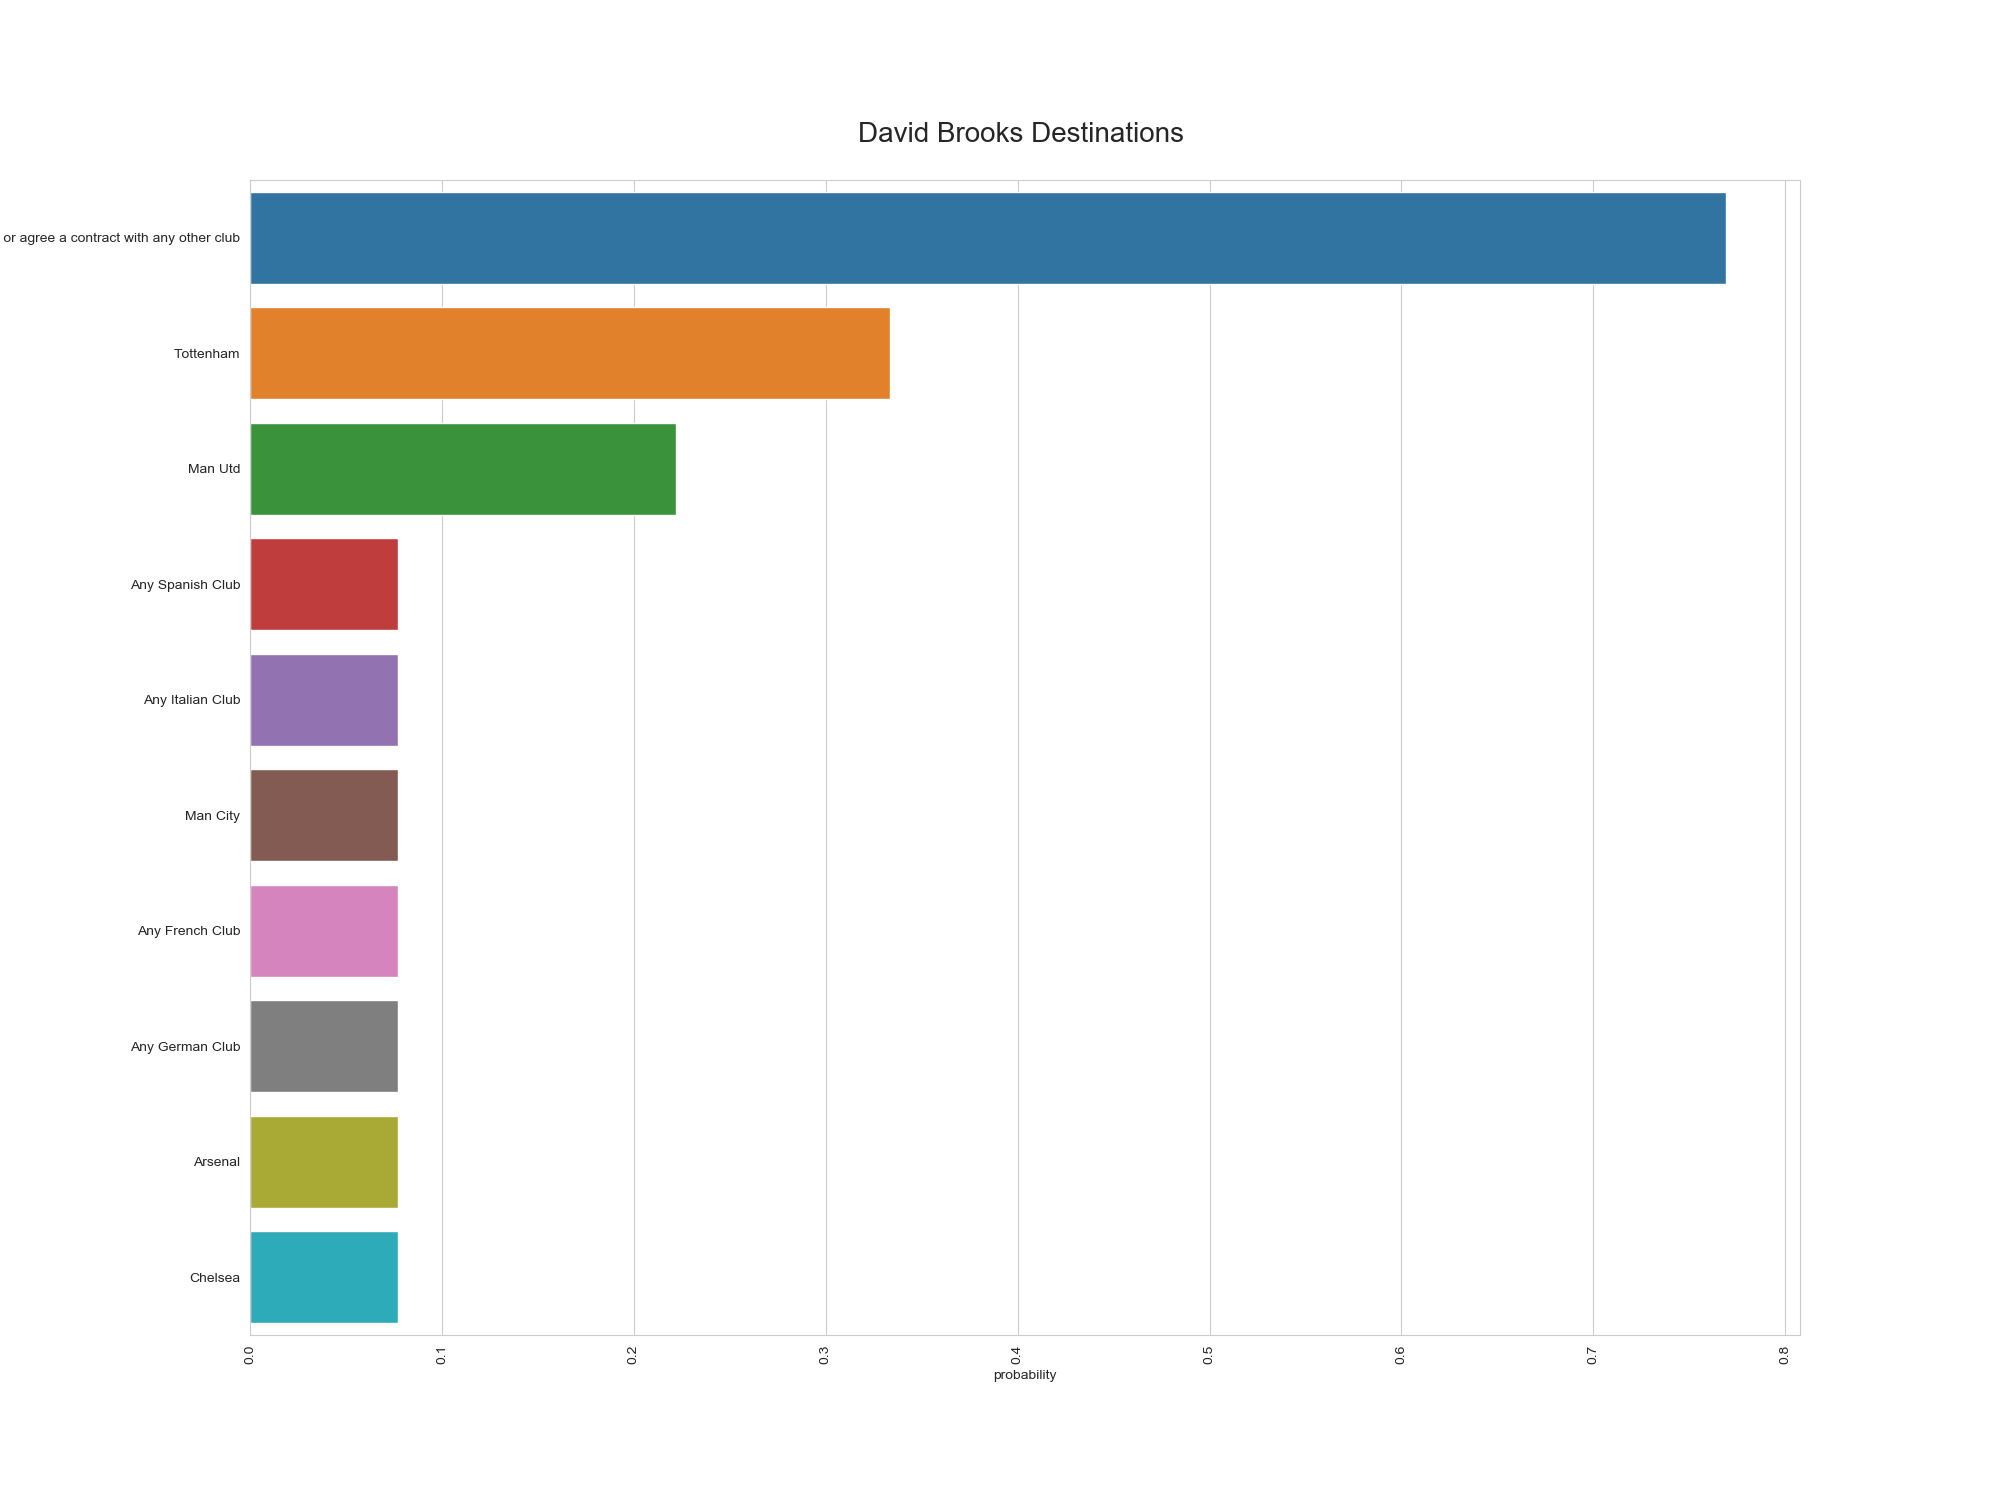 David Brooks Destinations
or agree a contract with any other club
Tottenham
Man Utd
Any Spanish Club
Any Italian Club
Man City
Any French Club
Any German Club
Arsenal
Chelsea
0.0 0.1 0.2 0.3 0.4 0.5 0.6 0.7 0.8
probability